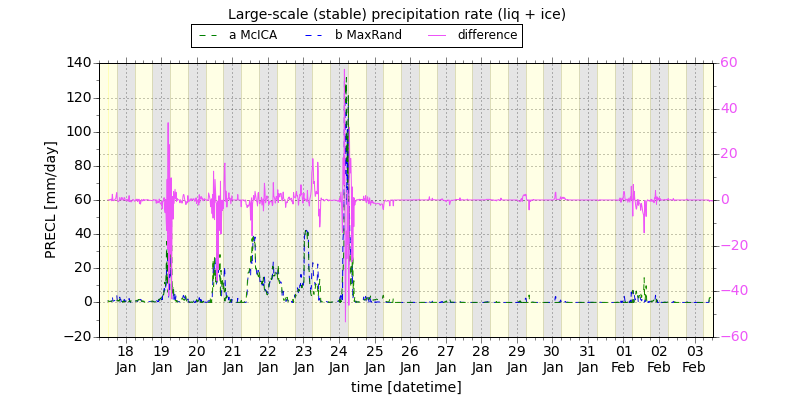 Large-scale (stable) precipitation rate (liq + ice)
a McICA b MaxRand difference
140 60
120 40
100
80 20
60 0
40
20 −20
0 −40
−20 −60
PRECL [mm/day]
18 19 20 21 22 23 24 25 26 27 28 29 30 31 01 02 03
Jan Jan Jan Jan Jan Jan Jan Jan Jan Jan Jan Jan Jan Jan Feb Feb Feb
time [datetime]